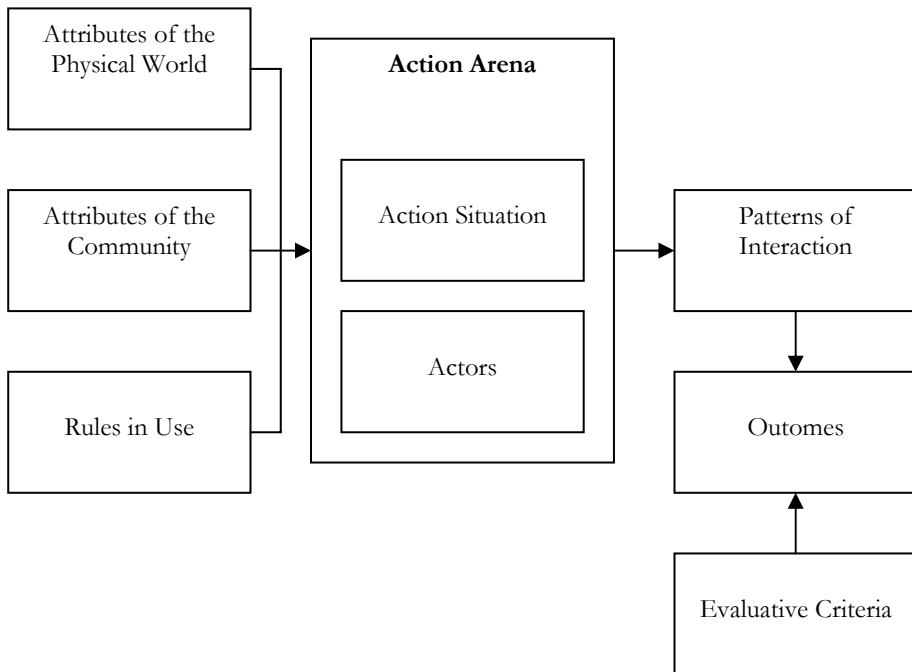 Attributes of the
Physical World
Action Arena
Attributes of the
Community
Action Situation
Patterns of
Interaction
Rules in Use
Actors
Outomes
Evaluative Criteria